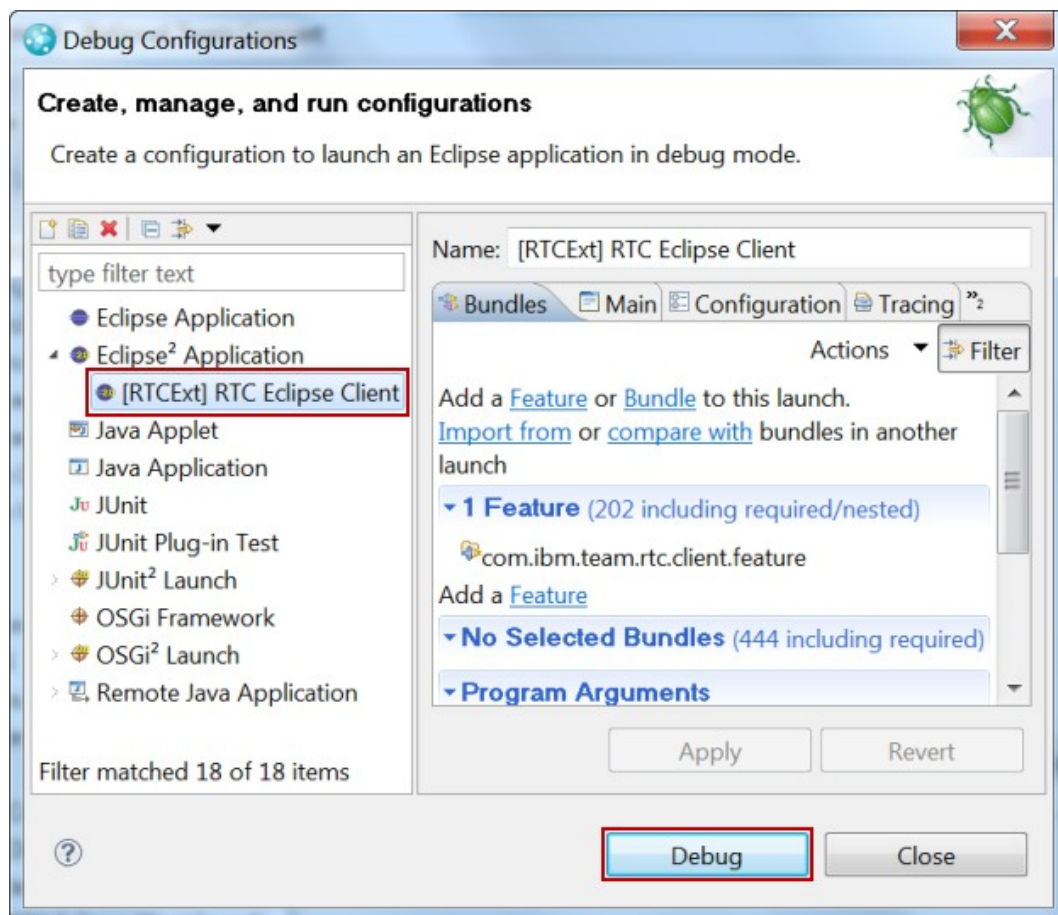 Debug Configurations
Create, manage, and run configurations
Create a configuration to launch an Eclipse application in debug mode.
type filter text
Eclipse Application
Eclipse² Application
[RTCExt] RTC Eclipse Client
Java Applet
Java Application
Ju JUnit
JUnit Plug-in Test
JUnit² Launch
OSGi Framework
OSGi² Launch
Remote Java Application
Filter matched 18 of 18 items
Name: [RTCExt] RTC Eclipse Client
Bundles Main Configuration Tracing »2
Actions Filter
Add a Feature or Bundle to this launch.
Import from or compare with bundles in another
launch
1 Feature (202 including required/nested)
com.ibm.team.rtc.client.feature
Add a Feature
No Selected Bundles (444 including required)
Program Arguments
Apply Revert
? Debug Close